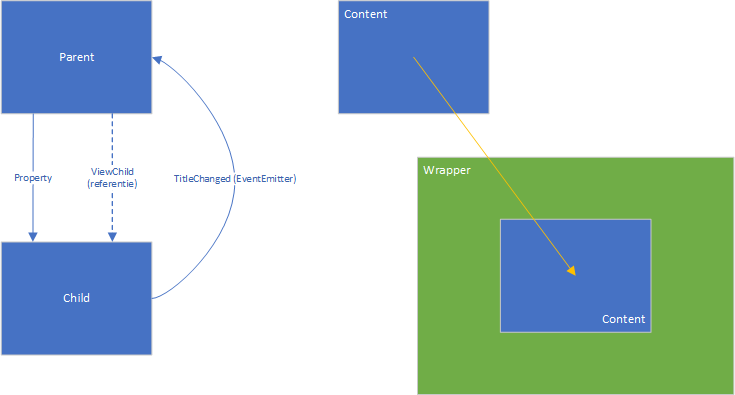 Parent
Property
ViewChild
(referentie)
TitleChanged (EventEmitter)
Child
Content
Wrapper
Content